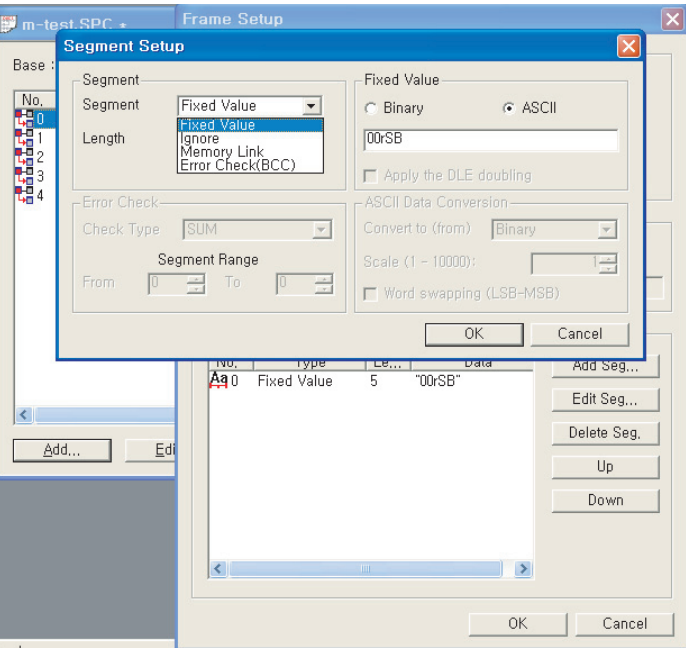 m-test.SPC *
Frame Setup
Segment Setup
Base :
No.
0
1
2
3
4
Segment
Segment
Fixed Value
Fixed Value
Ignore
Memory Link
Error Check(BCC)
Length
Fixed Value
Binary
ASCII
00rSB
Apply the DLE doubling
Error Check
Check Type
SUM
Segment Range
From
0
To
0
ASCII Data Conversion
Convert to (from)
Binary
Scale (1 - 10000):
1
Word swapping (LSB-MSB)
OK
Cancel
No. Type Le... Data
Aa 0 Fixed Value 5 "00rSB"
Add Seg...
Edit Seg...
Delete Seg.
Up
Down
Add...
Edi
OK
Cancel